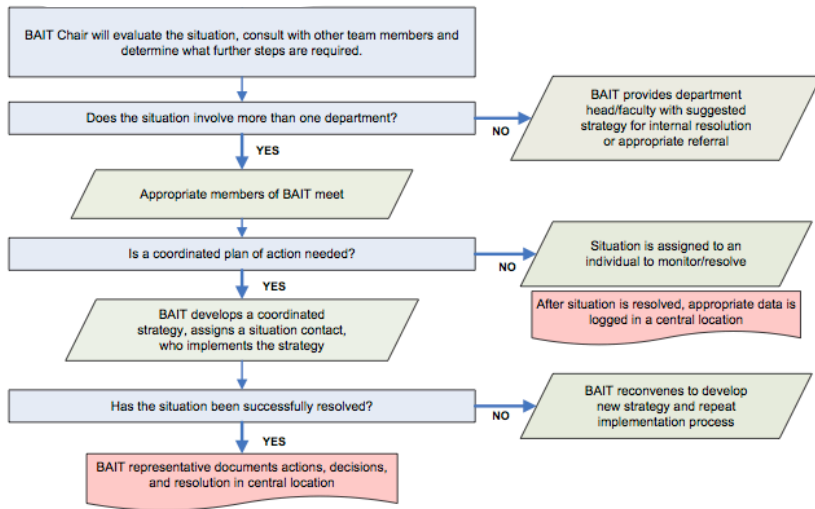 BAIT Chair will evaluate the situation, consult with other team members and
determine what further steps are required.
Does the situation involve more than one department?
NO
BAIT provides department
head/faculty with suggested
strategy for internal resolution
or appropriate referral
YES
Appropriate members of BAIT meet
Is a coordinated plan of action needed?
NO
Situation is assigned to an
individual to monitor/resolve
YES
After situation is resolved, appropriate data is
logged in a central location
BAIT develops a coordinated
strategy, assigns a situation contact,
who implements the strategy
Has the situation been successfully resolved?
NO
BAIT reconvenes to develop
new strategy and repeat
implementation process
YES
BAIT representative documents actions, decisions,
and resolution in central location